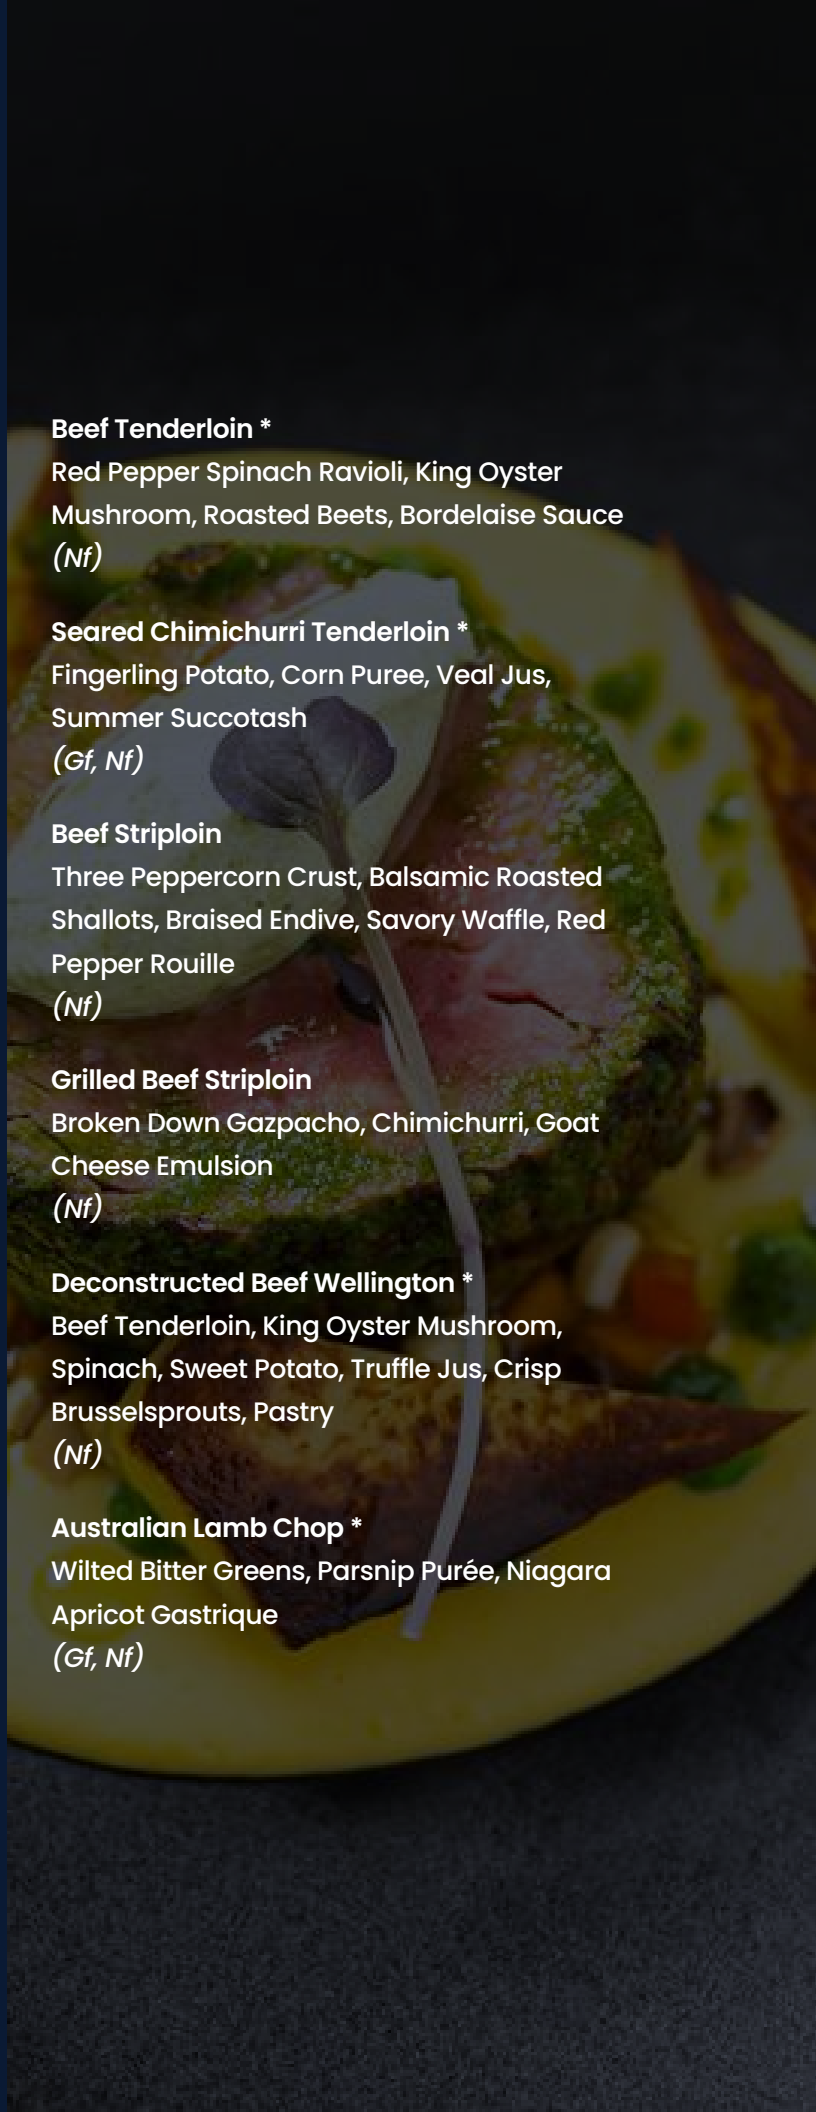 Beef Tenderloin *
Red Pepper Spinach Ravioli, King Oyster
Mushroom, Roasted Beets, Bordelaise Sauce
(Nf)
Seared Chimichurri Tenderloin *
Fingerling Potato, Corn Puree, Veal Jus,
Summer Succotash
(Gf, Nf)
Beef Striploin
Three Peppercorn Crust, Balsamic Roasted
Shallots, Braised Endive, Savory Waffle, Red
Pepper Rouille
(Nf)
Grilled Beef Striploin
Broken Down Gazpacho, Chimichurri, Goat
Cheese Emulsion
(Nf)
Deconstructed Beef Wellington *
Beef Tenderloin, King Oyster Mushroom,
Spinach, Sweet Potato, Truffle Jus, Crisp
Brusselsprouts, Pastry
(Nf)
Australian Lamb Chop *
Wilted Bitter Greens, Parsnip Purée, Niagara
Apricot Gastrique
(Gf, Nf)